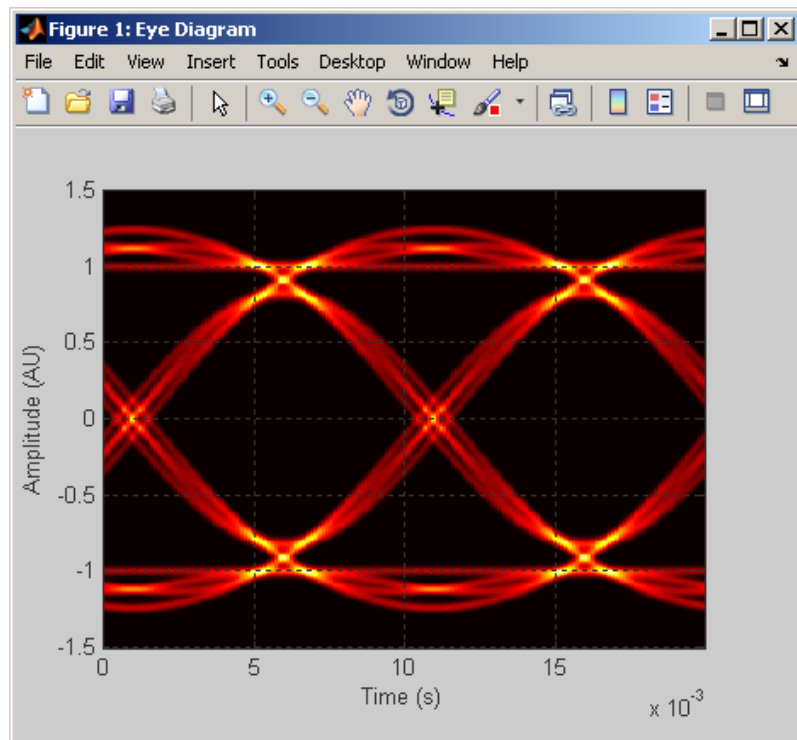 Figure 1: Eye Diagram
File Edit View Insert Tools Desktop Window Help
1.5
1
0.5
0
-0.5
-1
-1.5
Amplitude (AU)
0 5 10 15
Time (s)
x 10-3